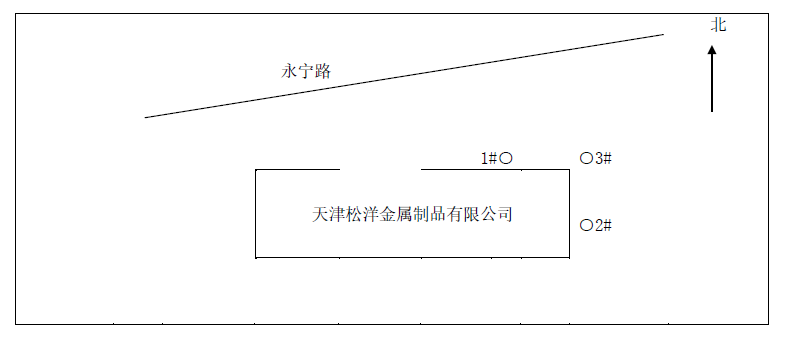 北
永宁路
1#○
○3#
天津松洋金属制品有限公司
○2#